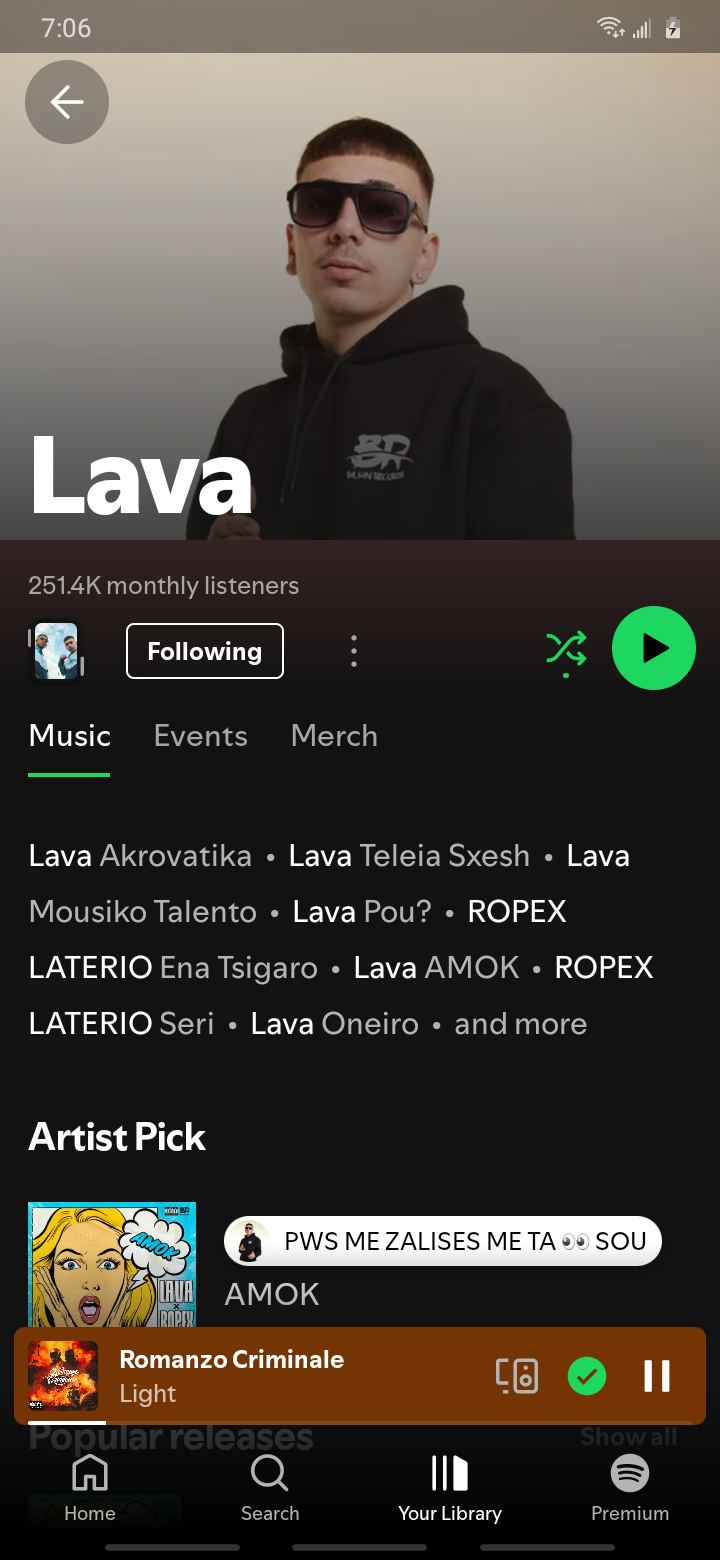 7:06
BR
Lava
251.4K monthly listeners
Following
Music Events Merch
Lava Akrovatika • Lava Teleia Sxesh • Lava
Mousiko Talento • Lava Pou? • ROPEX
LATERIO Ena Tsigaro • Lava AMOK • ROPEX
LATERIO Seri • Lava Oneiro • and more
Artist Pick
AMOK
LAVA
X
ROPEX
PWS ME ZALISES ME TA 👀 SOU
AMOK
Romanzo Criminale
Light
Popular releases Show all
Home Search Your Library Premium